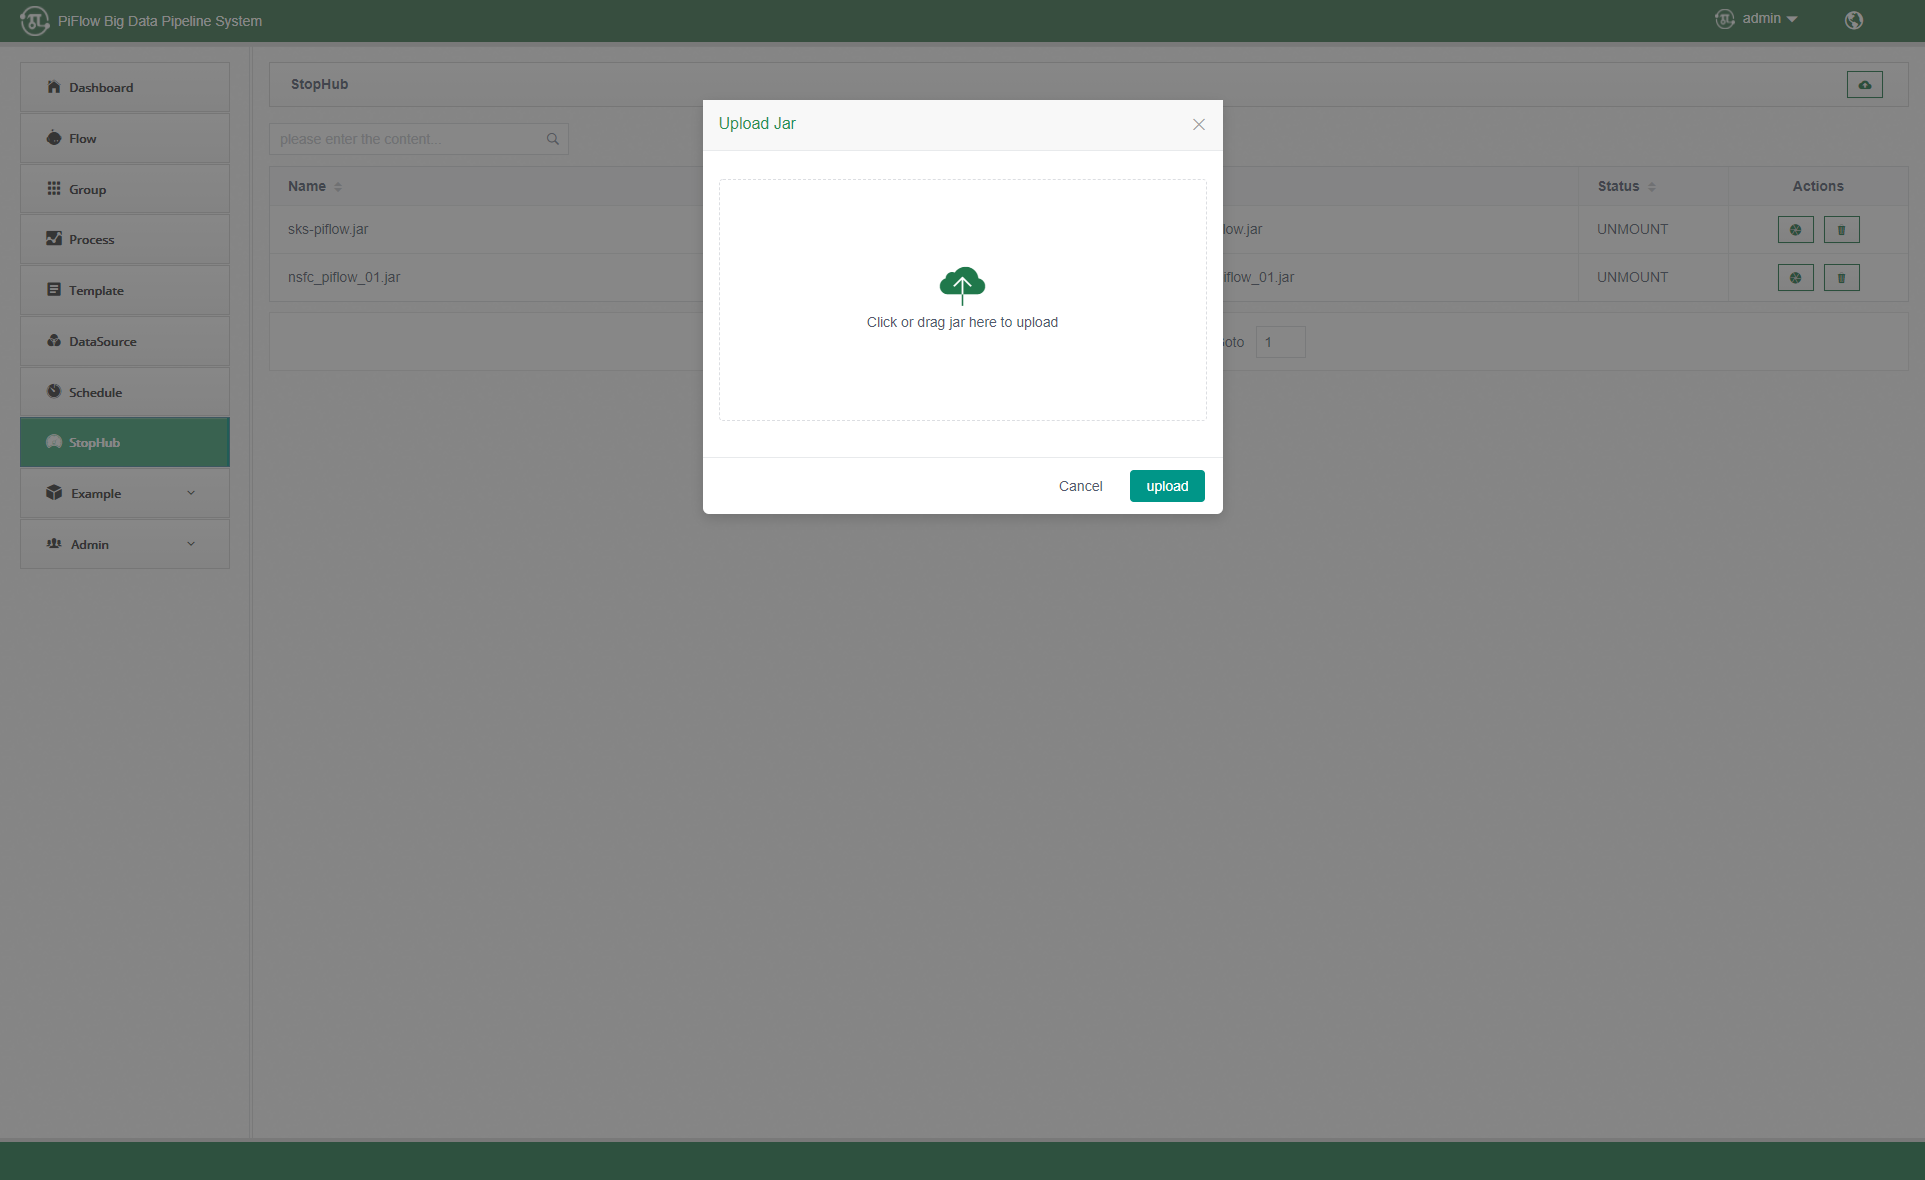 PiFlow Big Data Pipeline System
admin
Dashboard
Flow
Group
Process
Template
DataSource
Schedule
StopHub
Example
Admin
StopHub
please enter the content...
Name
Status
Actions
sks-piflow.jar
low.jar
UNMOUNT
nsfc_piflow_01.jar
iflow_01.jar
UNMOUNT
oto
1
Upload Jar
Click or drag jar here to upload
Cancel
upload